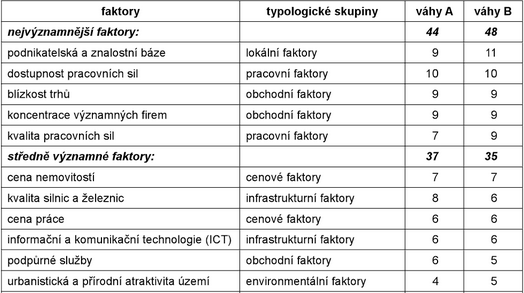 faktory typologické skupiny váhy A váhy B
nejvýznamnější faktory: 44 48
podnikatelská a znalostní báze lokální faktory 9 11
dostupnost pracovních sil pracovní faktory 10 10
blízkost trhů obchodní faktory 9 9
koncentrace významných firem obchodní faktory 9 9
kvalita pracovních sil pracovní faktory 7 9
středně významné faktory: 37 35
cena nemovitostí cenové faktory 7 7
kvalita silnic a železnic infrastrukturní faktory 8 6
cena práce cenové faktory 6 6
informační a komunikační technologie (ICT) infrastrukturní faktory 6 6
podpůrné služby obchodní faktory 6 5
urbanistická a přírodní atraktivita území environmentální faktory 4 5